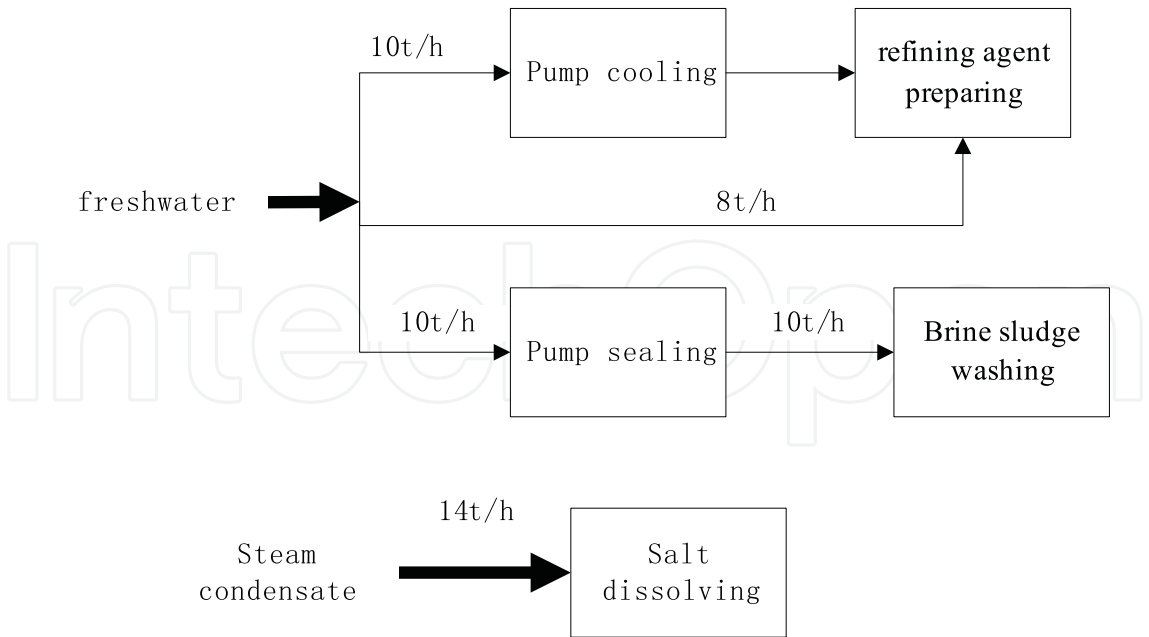 10t/h
Pump cooling
refining agent
preparing
freshwater
8t/h
10t/h
Pump sealing
10t/h
Brine sludge
washing
IntechOpen
14t/h
Steam
condensate
Salt
dissolving